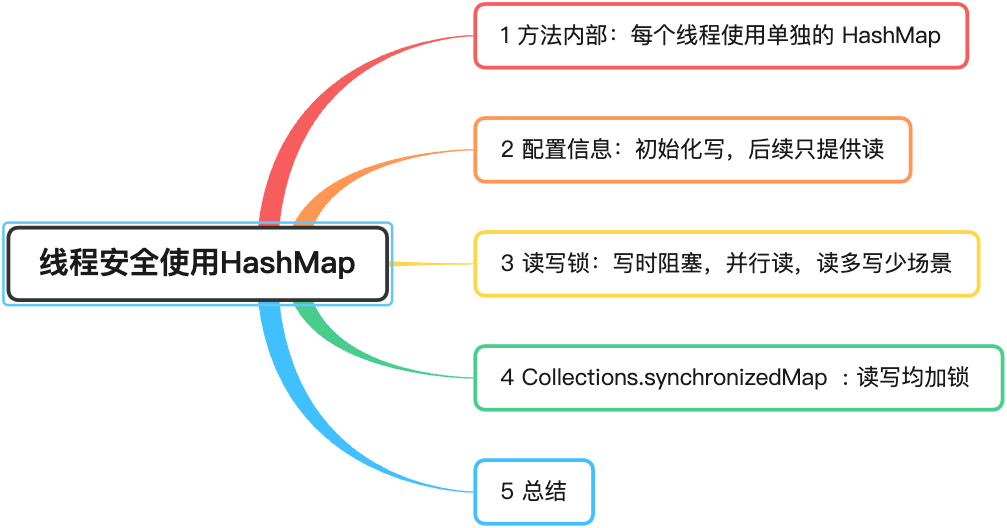 线程安全使用HashMap
1 方法内部：每个线程使用单独的 HashMap
2 配置信息：初始化写，后续只提供读
3 读写锁：写时阻塞，并行读，读多写少场景
4 Collections.synchronizedMap ：读写均加锁
5 总结